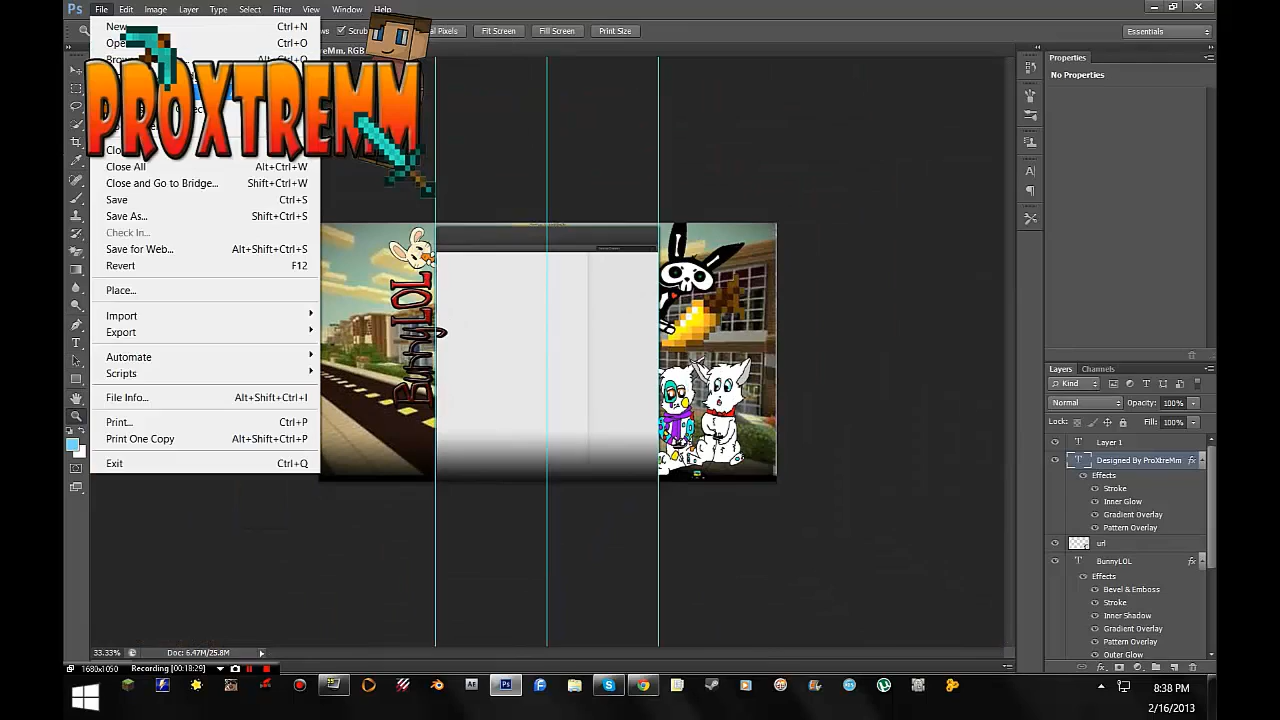 Ps File Edit Image Layer Type Select Filter View Window Help
New... Ctrl+N
Ctrl+O
Fit Screen Fill Screen Print Size
Essentials
PROXTREMM
Close All Alt+Ctrl+W
Close and Go to Bridge... Shift+Ctrl+W
Save Ctrl+S
Save As... Shift+Ctrl+S
Check In...
Save for Web... Alt+Shift+Ctrl+S
Revert F12
Place...
Import
Export
Automate
Scripts
File Info... Alt+Shift+Ctrl+I
Print... Ctrl+P
Print One Copy Alt+Shift+Ctrl+P
Exit Ctrl+Q
BunnyLOL
Properties
No Properties
Layers Channels
Kind
Normal Opacity: 100%
Lock: Fill: 100%
Layer 1
Designed By ProXtreMm fx
Effects
Stroke
Inner Glow
Gradient Overlay
Pattern Overlay
url
BunnyLOL fx
Effects
Bevel & Emboss
Stroke
Inner Shadow
Gradient Overlay
Pattern Overlay
Outer Glow
33.33% Doc: 6.47M/25.8M
1680x1050 Recording [00:18:29]
AE Ps
8:38 PM
2/16/2013